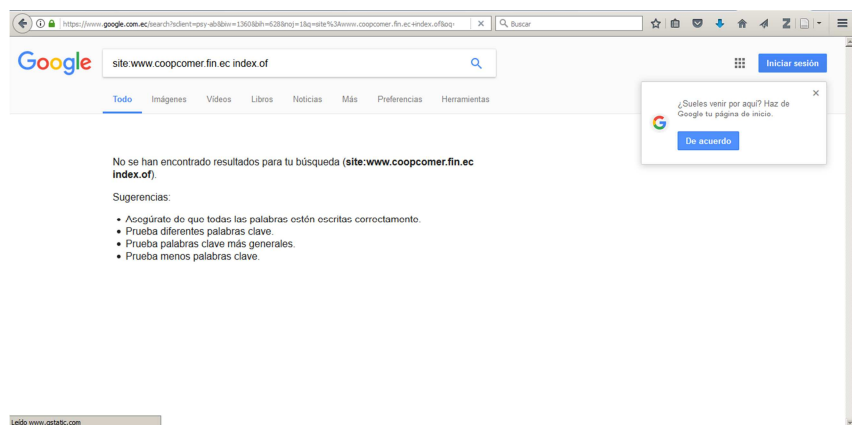 https://www.google.com.ec/search?sclient=psy-ab&biw=1360&bih=628&noj=1&q=site%3Awww.coopcomer.fin.ec+index.of&oq=
Buscar
Google
site:www.coopcomer.fin.ec index.of
Iniciar sesión
Todo Imágenes Vídeos Libros Noticias Más Preferencias Herramientas
¿Sueles venir por aquí? Haz de
Google tu página de inicio.
De acuerdo
No se han encontrado resultados para tu búsqueda (site:www.coopcomer.fin.ec
index.of).
Sugerencias:
Asegúrate de que todas las palabras estén escritas correctamente.
Prueba diferentes palabras clave.
Prueba palabras clave más generales.
Prueba menos palabras clave.
Leído www.gstatic.com